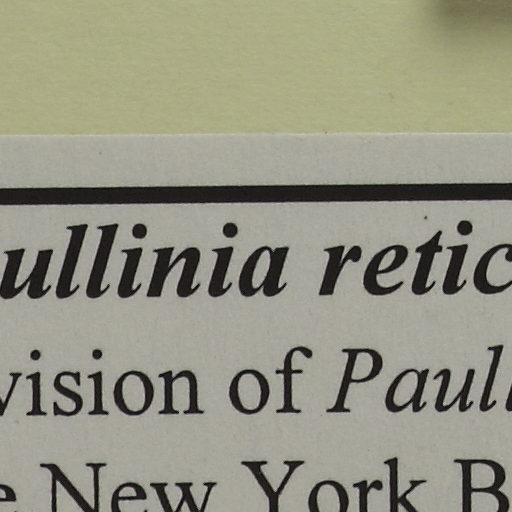 ullinia retic
vision of Paull
e New York B